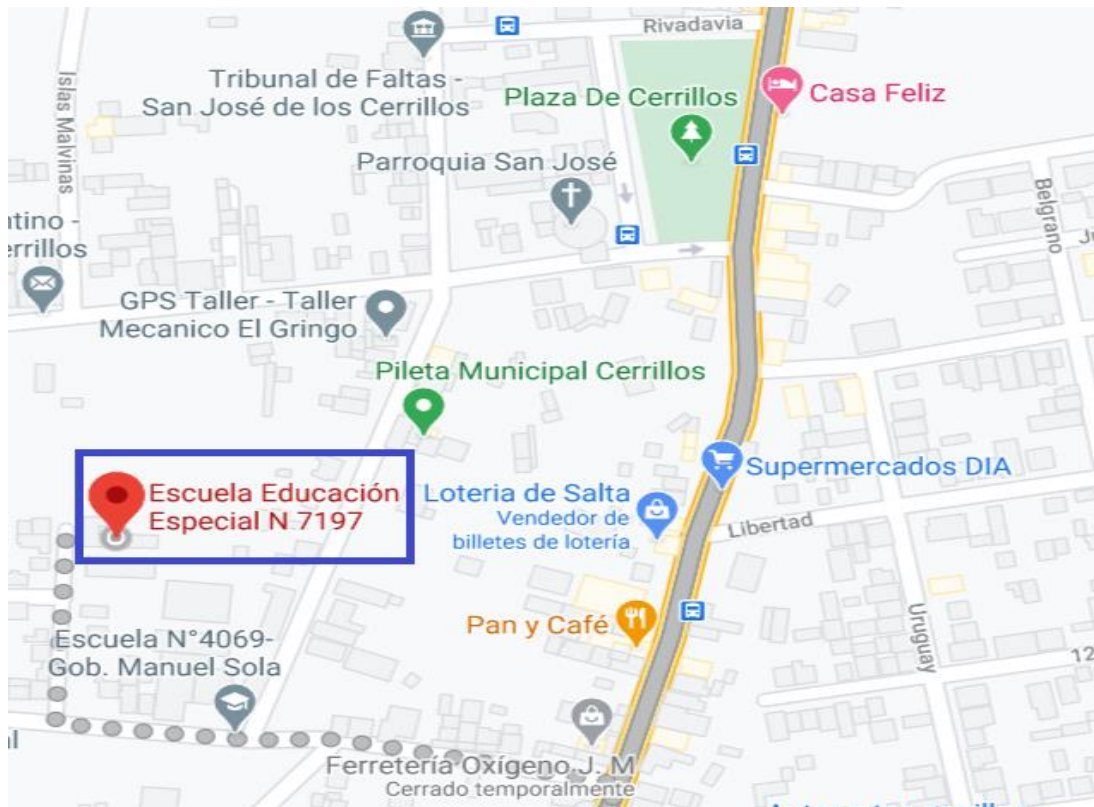 Rivadavia
Islas Malvinas
Tribunal de Faltas -
San José de los Cerrillos
Plaza De Cerrillos
Casa Feliz
Parroquia San José
Belgrano
ntino -
errillos
GPS Taller - Taller
Mecanico El Gringo
Pileta Municipal Cerrillos
Escuela Educación
Especial N 7197
Loteria de Salta
Vendedor de
billetes de lotería
Supermercados DIA
Libertad
Pan y Café
Uruguay
12
Escuela N°4069-
Gob. Manuel Sola
Ferretería Oxígeno J. M
Cerrado temporalmente